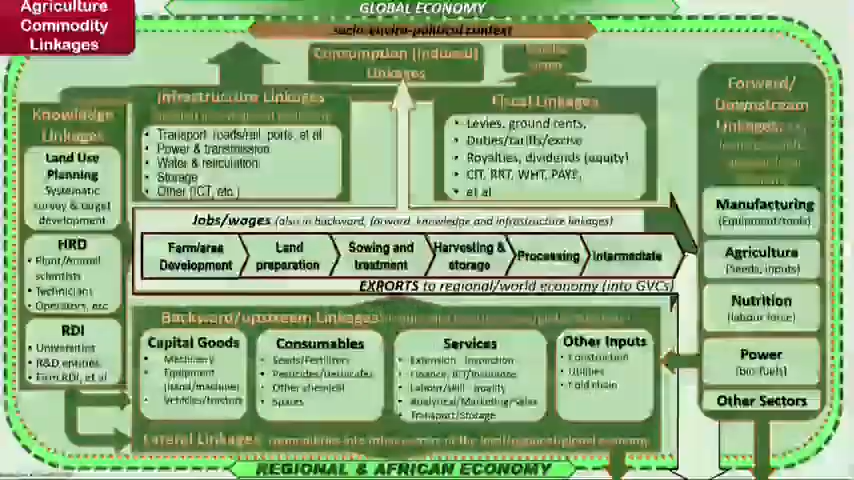 Agriculture
Commodity
Linkages
GLOBAL ECONOMY
socio-enviro-political context
Consumption (induced)
Linkages
Knowledge
Linkages
Land Use
Planning
Systematic
survey & target
development
HRD
• Plant/Animal
scientists
• Technicians
• Operators, etc
RDI
• Universities
• R&D entities
• Firm RDI, et al
Infrastructure Linkages
• Transport roads/rail ports, et al
• Power & transmission
• Water & reticulation
• Storage
• Other (ICT, etc.)
Fiscal Linkages
• Levies, ground rents,
• Duties/tariffs/excise
• Royalties, dividends (equity)
• CIT, RRT, WHT, PAYE,
• et al
Jobs/wages (also in backward, forward, knowledge and infrastructure linkages)
Farm/area
Development
Land
preparation
Sowing and
treatment
Harvesting &
storage
Processing
Intermediate
EXPORTS to regional/world economy (into GVCs)
Backward/upstream Linkages
Capital Goods
• Machinery
• Equipment
(hand/machine)
• Vehicles/tractors
Consumables
• Seeds/Fertilizers
• Pesticides/
• Other chemical
• Spares
Services
• Extension
• Finance, ICT/Insurance
• Labour/skill
• Analytical/Marketing/Sales
• Transport/Storage
Other Inputs
• Construction
• Utilities
• Cold chain
Lateral Linkages
Forward/
Downstream
Linkages
Manufacturing
(Equipment/tools)
Agriculture
(Seeds, inputs)
Nutrition
(labour force)
Power
(bio-fuels)
Other Sectors
REGIONAL & AFRICAN ECONOMY